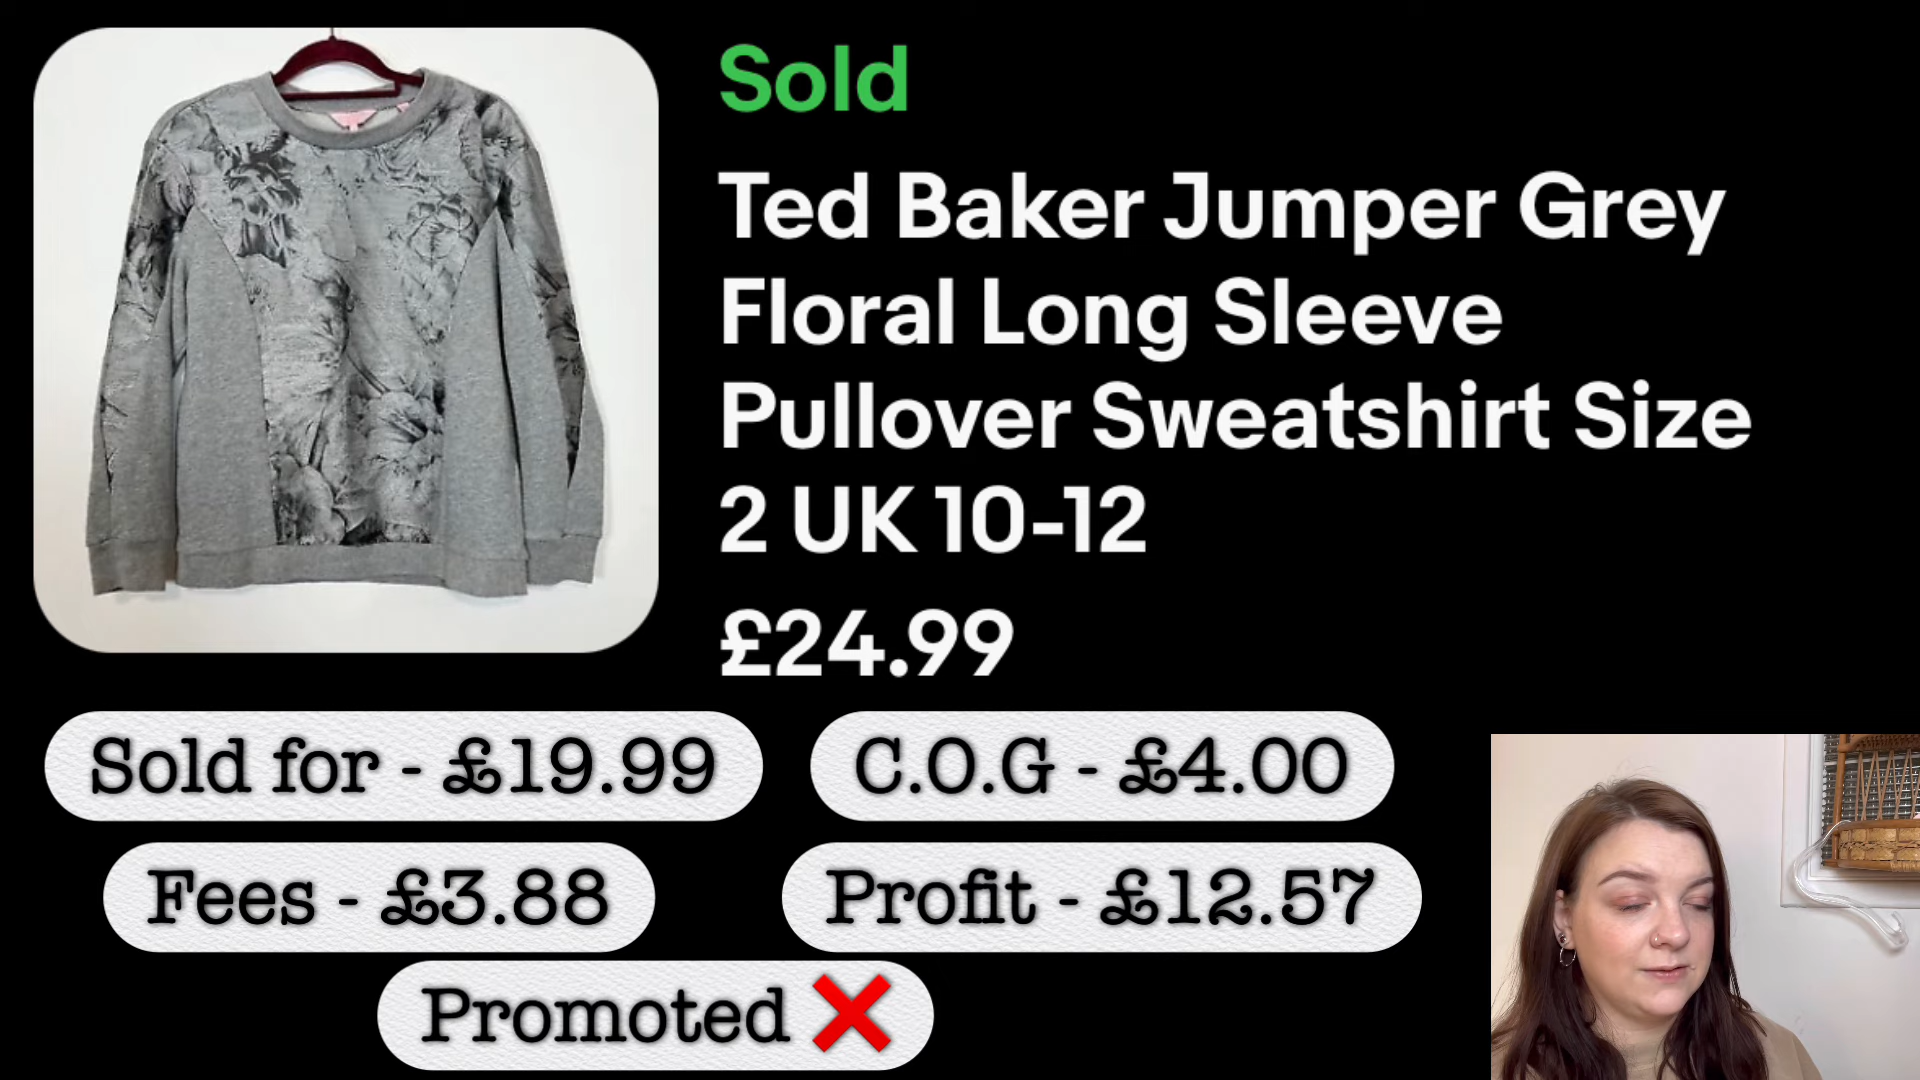 Sold
Ted Baker Jumper Grey
Floral Long Sleeve
Pullover Sweatshirt Size
2 UK 10-12
£24.99
Sold for - £19.99
C.O.G - £4.00
Fees - £3.88
Profit - £12.57
Promoted ❌